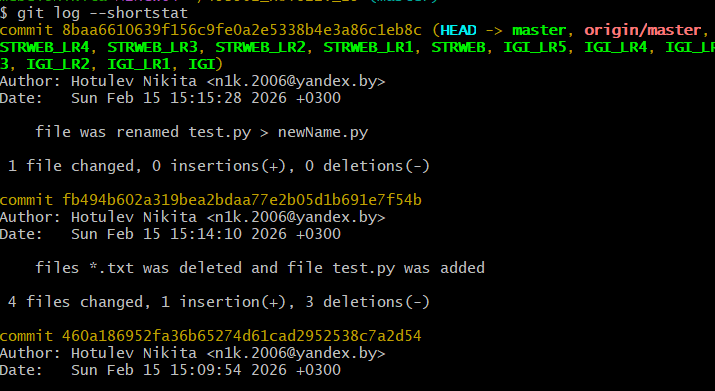 $ git log --shortstat
commit 8baa6610639f156c9fe0a2e5338b4e3a86c1eb8c (HEAD -> master, origin/master,
STRWEB_LR4, STRWEB_LR3, STRWEB_LR2, STRWEB_LR1, STRWEB, IGI_LR5, IGI_LR4, IGI_LR
3, IGI_LR2, IGI_LR1, IGI)
Author: Hotulev Nikita <n1k.2006@yandex.by>
Date:   Sun Feb 15 15:15:28 2026 +0300
    file was renamed test.py > newName.py
 1 file changed, 0 insertions(+), 0 deletions(-)
commit fb494b602a319bea2bdaa77e2b05d1b691e7f54b
Author: Hotulev Nikita <n1k.2006@yandex.by>
Date:   Sun Feb 15 15:14:10 2026 +0300
    files *.txt was deleted and file test.py was added
 4 files changed, 1 insertion(+), 3 deletions(-)
commit 460a186952fa36b65274d61cad2952538c7a2d54
Author: Hotulev Nikita <n1k.2006@yandex.by>
Date:   Sun Feb 15 15:09:54 2026 +0300